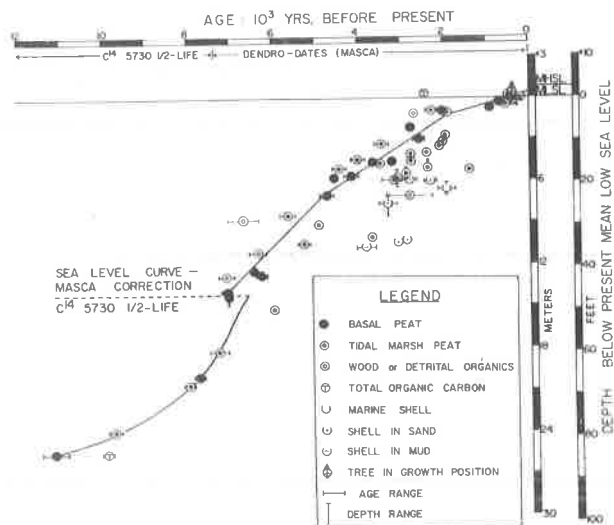 AGE : 10³ YRS. BEFORE PRESENT
12 10 8 6 4 2 0
C¹⁴ 5730 1/2-LIFE
DENDRO-DATES (MASCA)
+3
+10
MHSL
MLSL
0
0
6
20
12
40
18
60
24
80
30
100
METERS
FEET
DEPTH BELOW PRESENT MEAN LOW SEA LEVEL
SEA LEVEL CURVE —
MASCA CORRECTION
C¹⁴ 5730 1/2-LIFE
LEGEND
BASAL PEAT
TIDAL MARSH PEAT
WOOD or DETRITAL ORGANICS
TOTAL ORGANIC CARBON
MARINE SHELL
SHELL IN SAND
SHELL IN MUD
TREE IN GROWTH POSITION
AGE RANGE
DEPTH RANGE